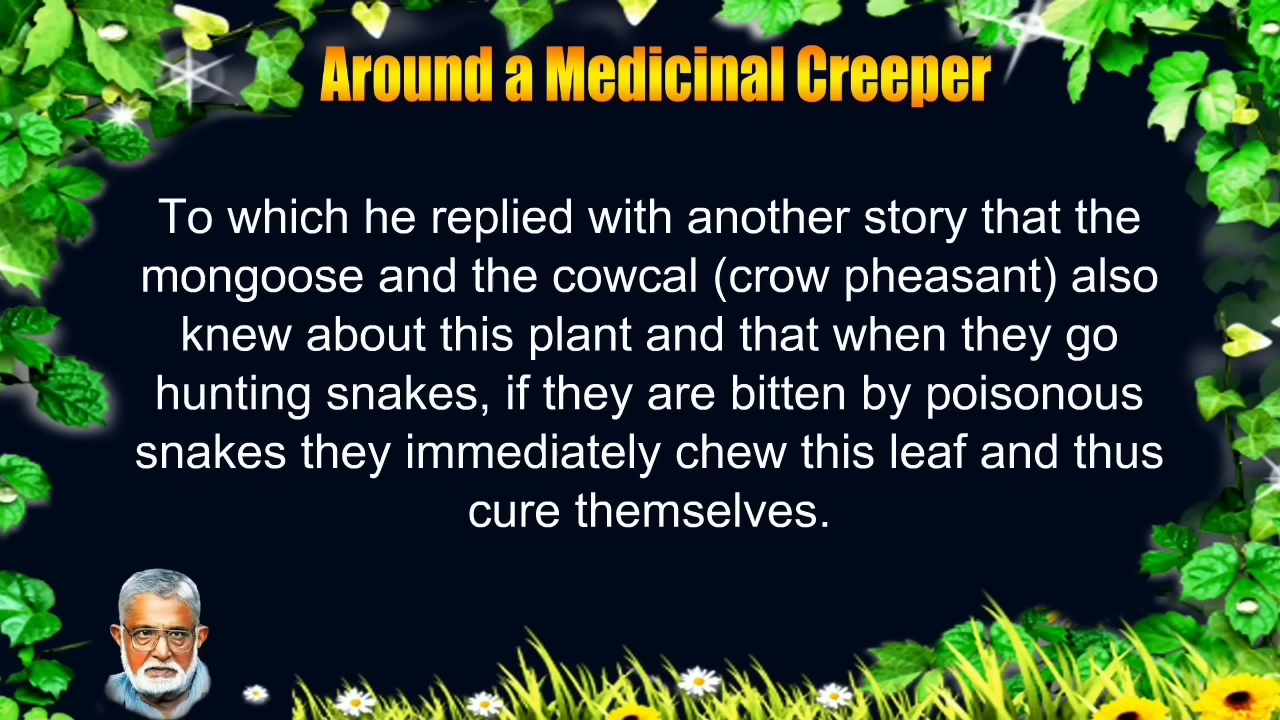 Around a Medicinal Creeper
To which he replied with another story that the
mongoose and the cowcal (crow pheasant) also
knew about this plant and that when they go
hunting snakes, if they are bitten by poisonous
snakes they immediately chew this leaf and thus
cure themselves.